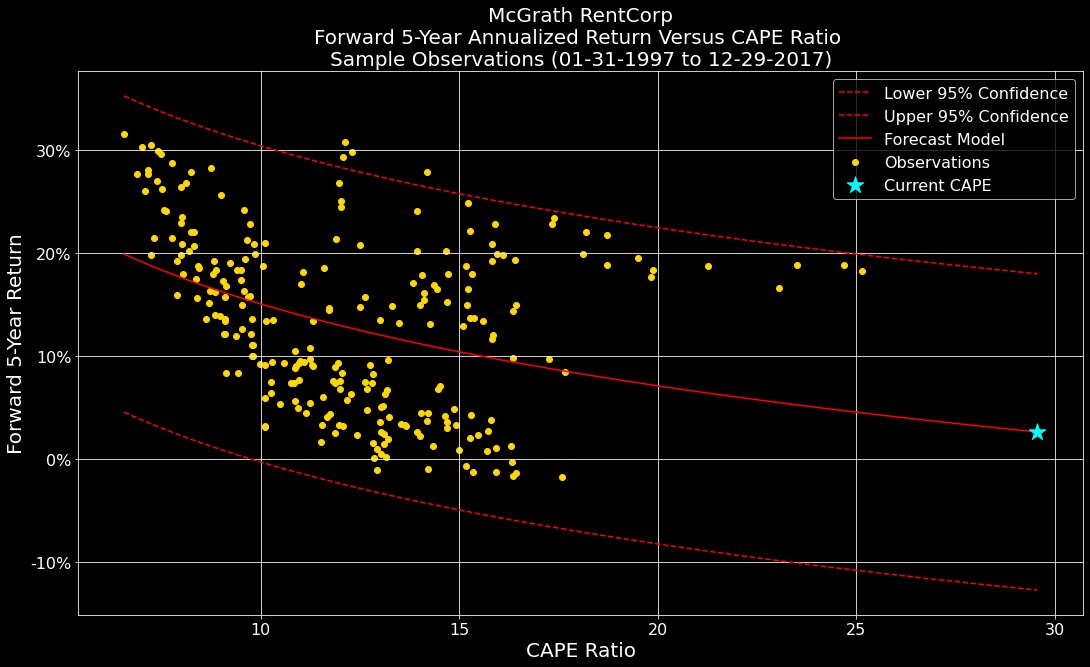 McGrath RentCorp
Forward 5-Year Annualized Return Versus CAPE Ratio
Sample Observations (01-31-1997 to 12-29-2017)
Lower 95% Confidence
Upper 95% Confidence
Forecast Model
Observations
Current CAPE
Forward 5-Year Return
30%
20%
10%
0%
-10%
10
15
20
25
30
CAPE Ratio